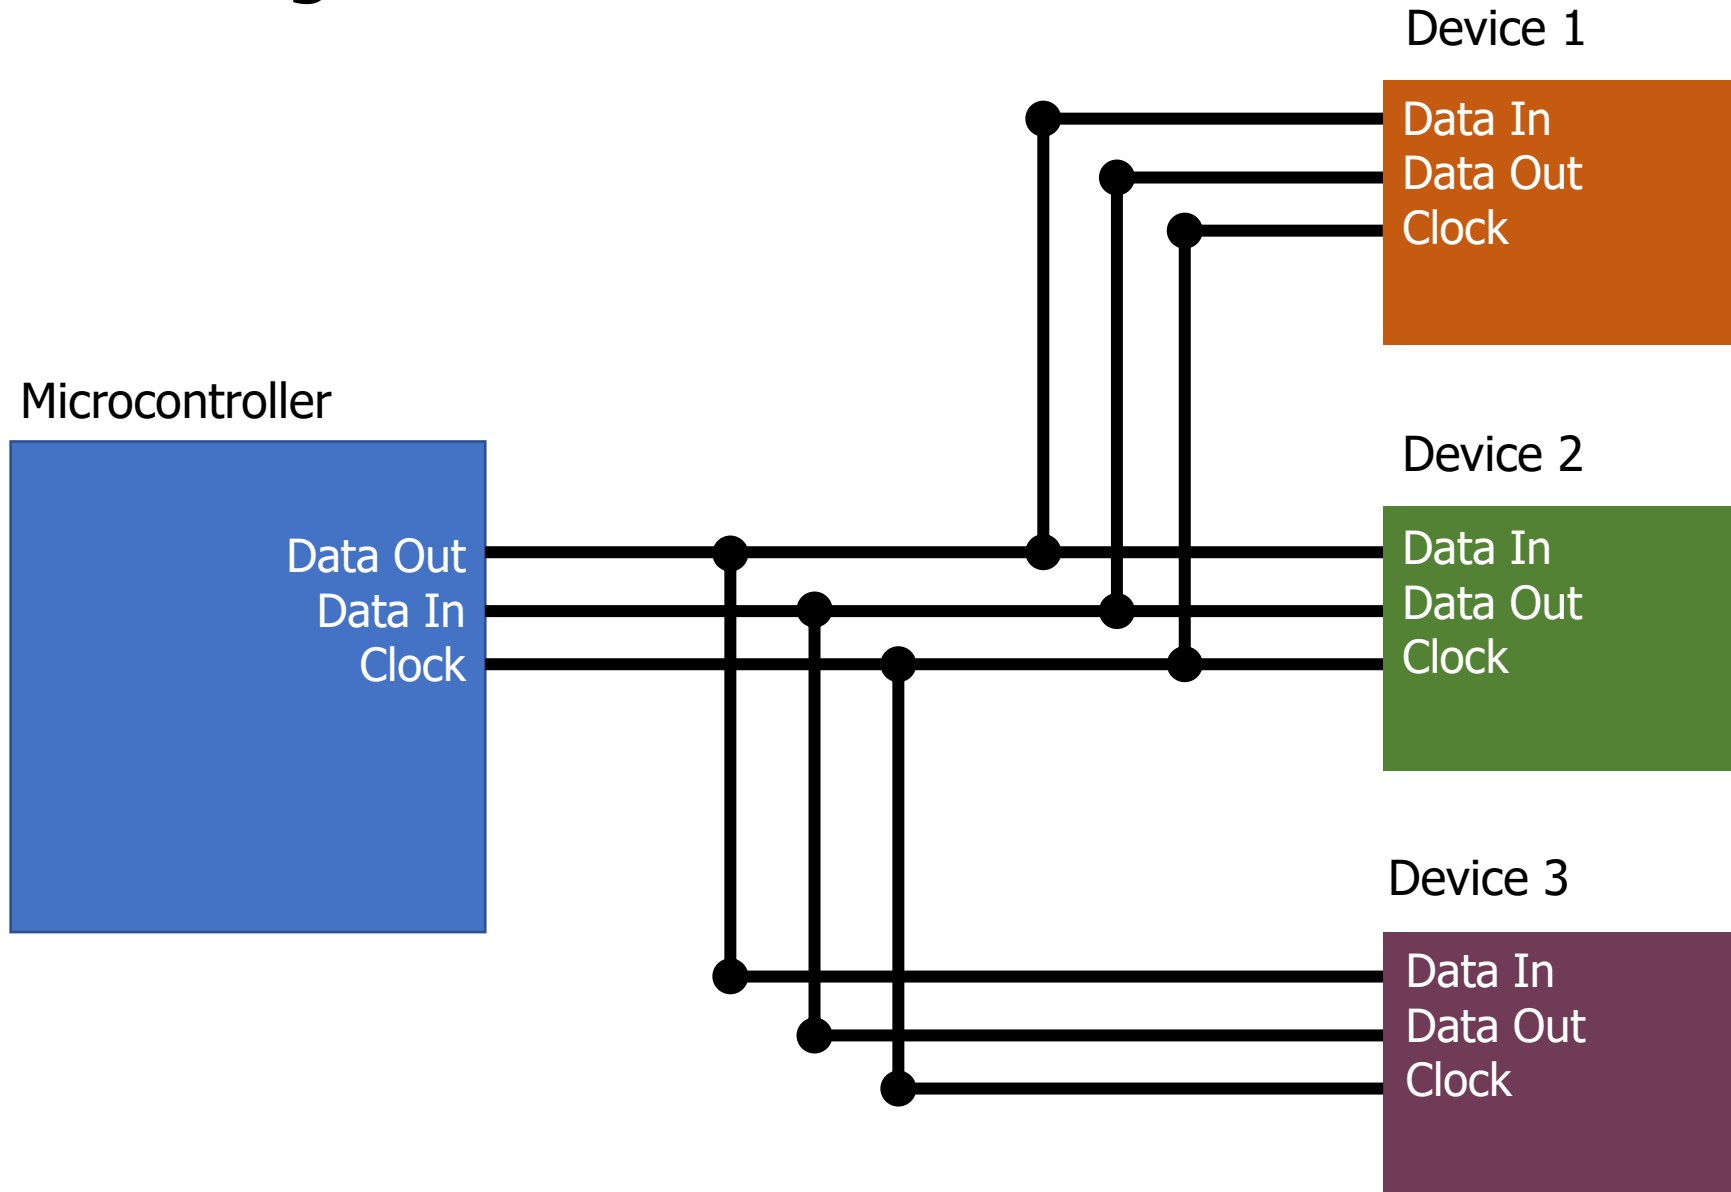 Device 1
Data In
Data Out
Clock
Microcontroller
Data Out
Data In
Clock
Device 2
Data In
Data Out
Clock
Device 3
Data In
Data Out
Clock